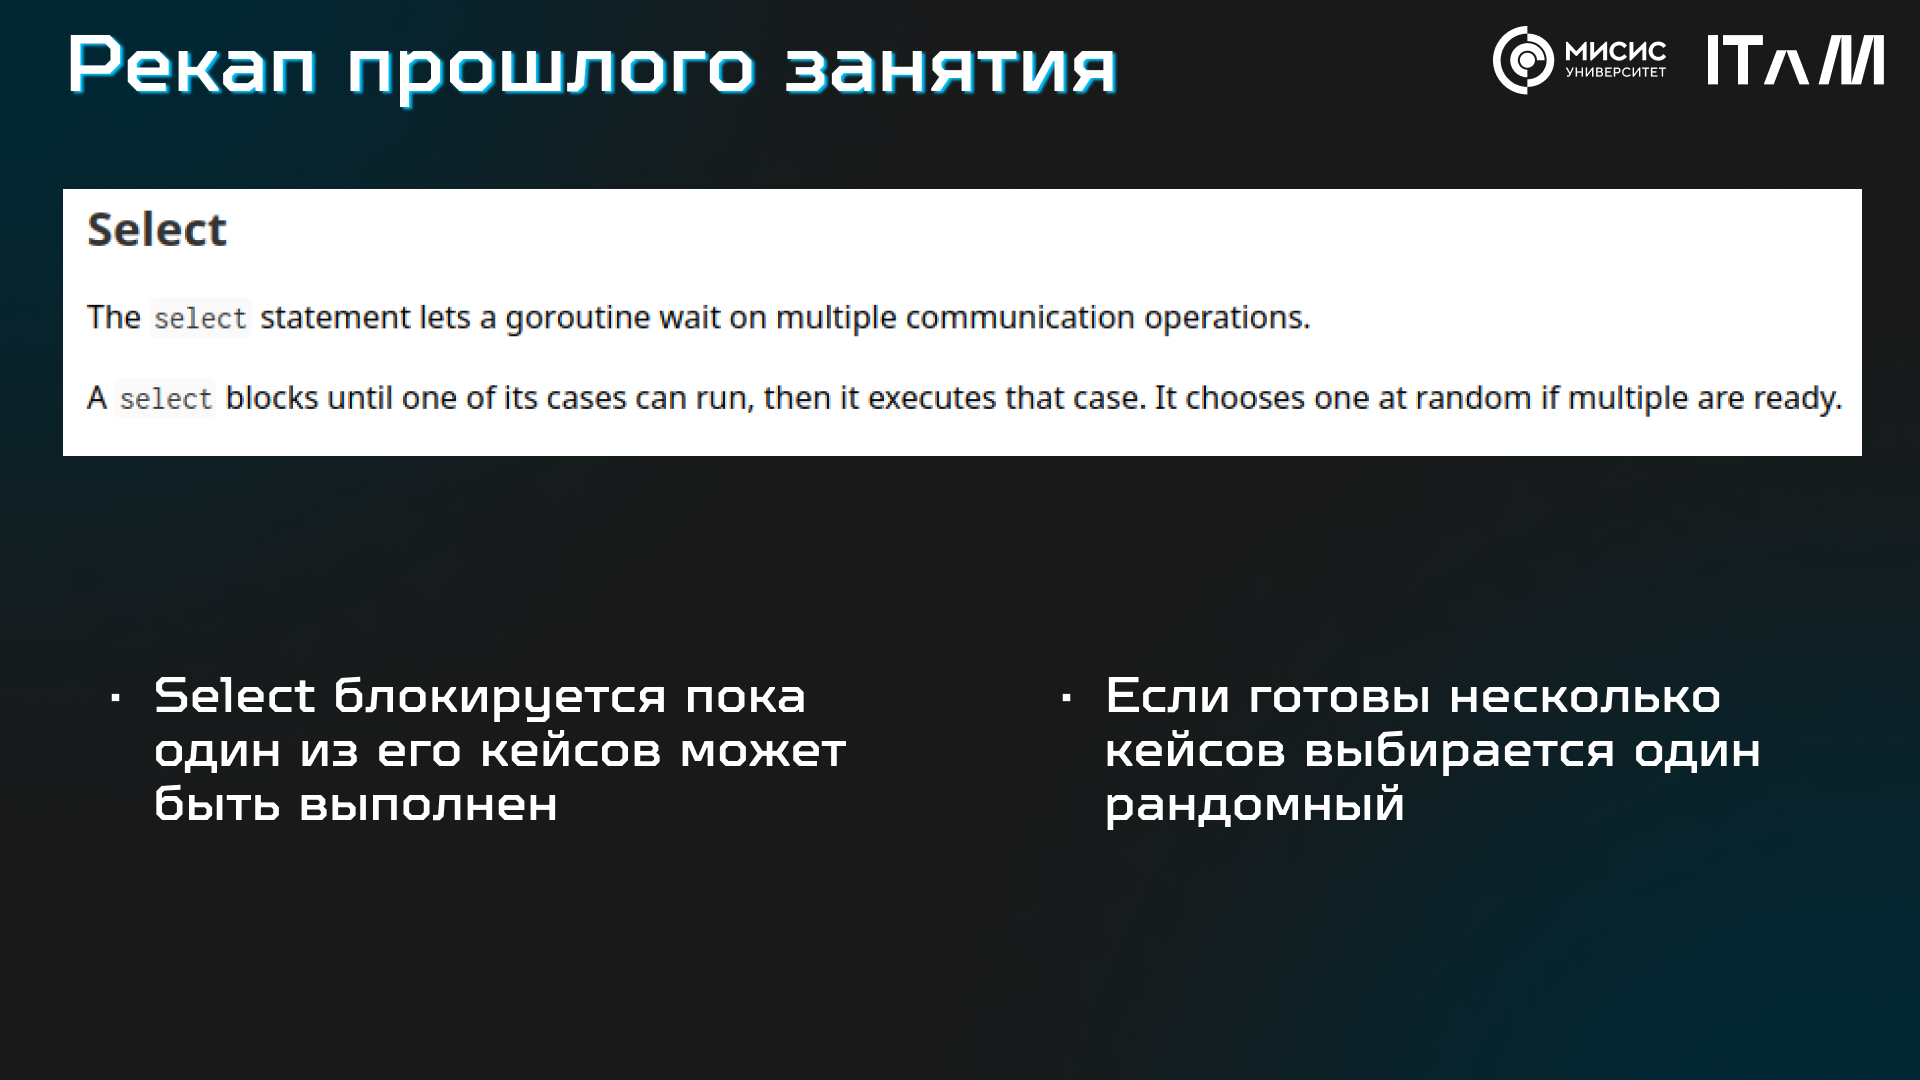 Рекап прошлого занятия
МИСИС
УНИВЕРСИТЕТ
ITAM
Select
The select statement lets a goroutine wait on multiple communication operations.
A select blocks until one of its cases can run, then it executes that case. It chooses one at random if multiple are ready.
· Select блокируется пока
один из его кейсов может
быть выполнен
· Если готовы несколько
кейсов выбирается один
рандомный